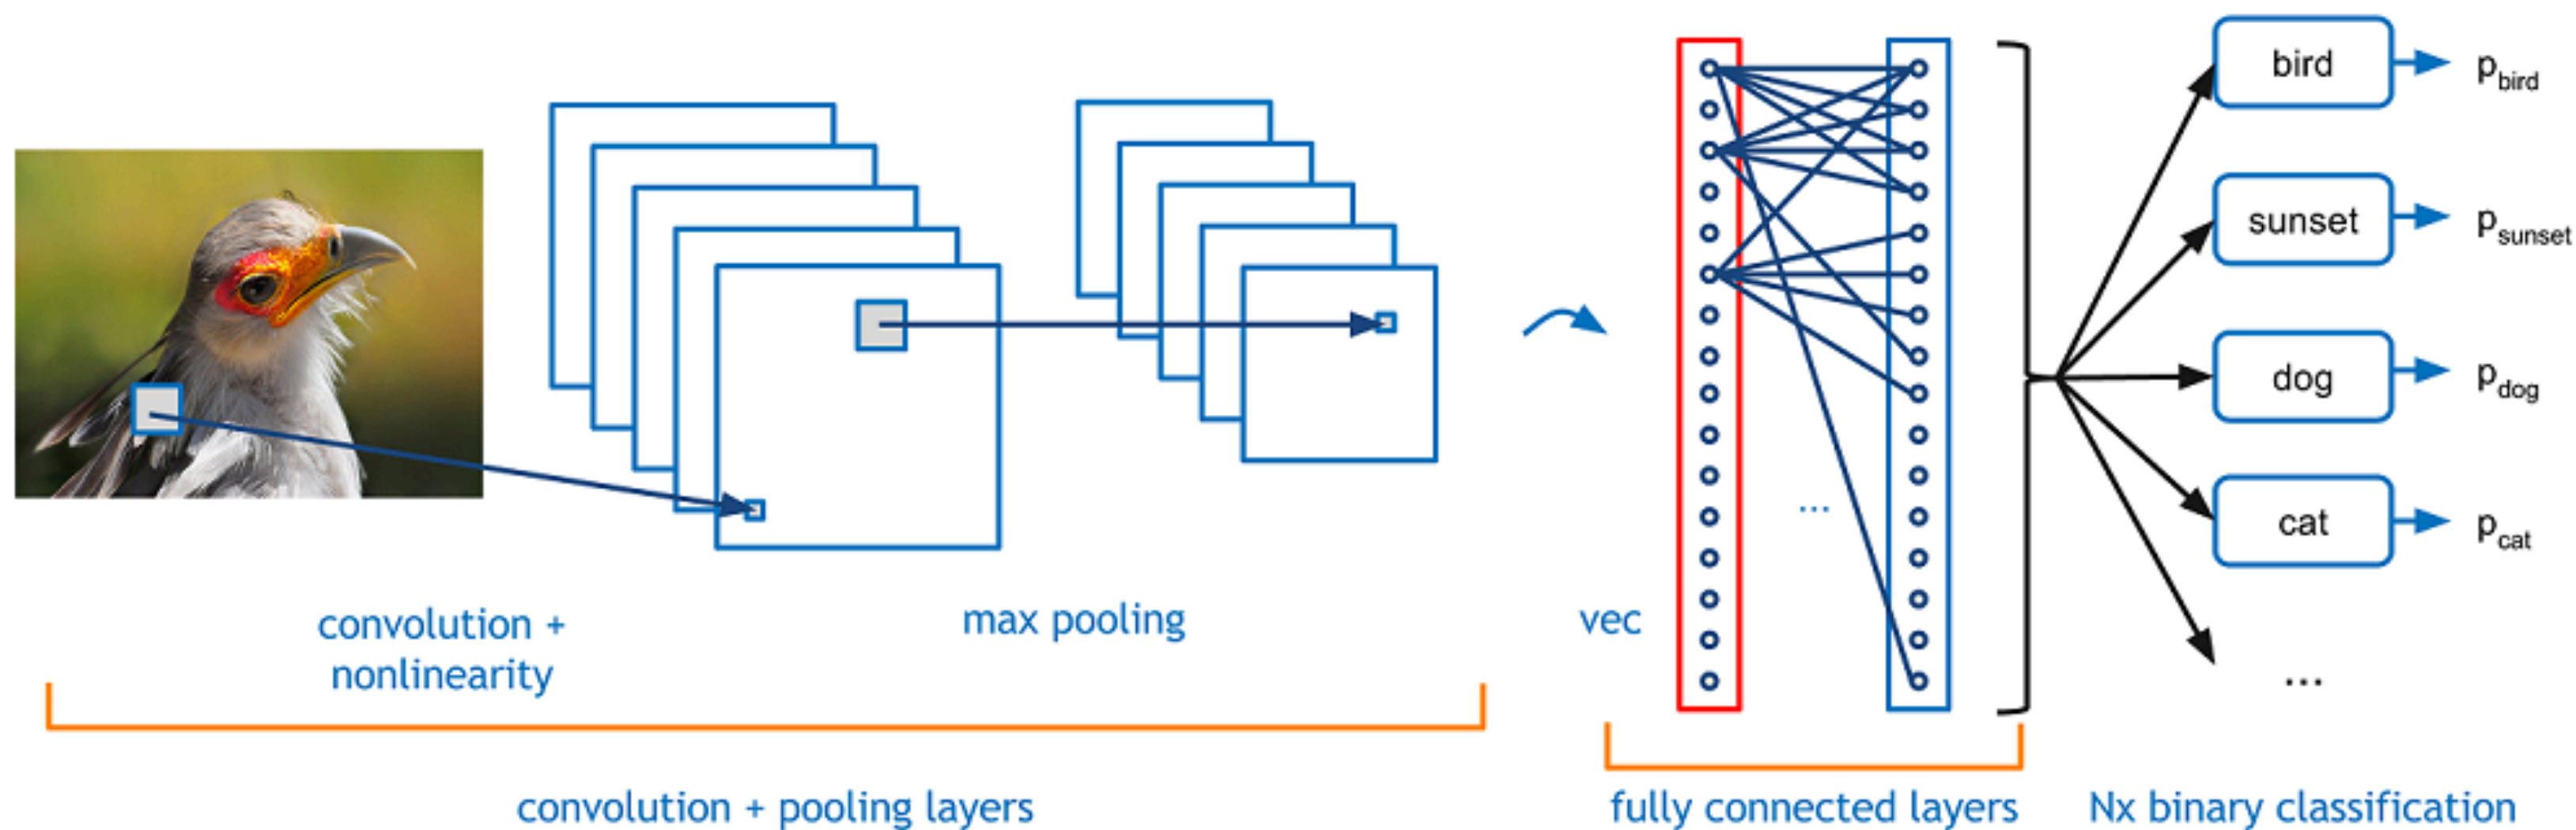 convolution +
nonlinearity
max pooling
vec
...
bird
sunset
dog
cat
...
p_bird
p_sunset
p_dog
p_cat
convolution + pooling layers
fully connected layers
Nx binary classification